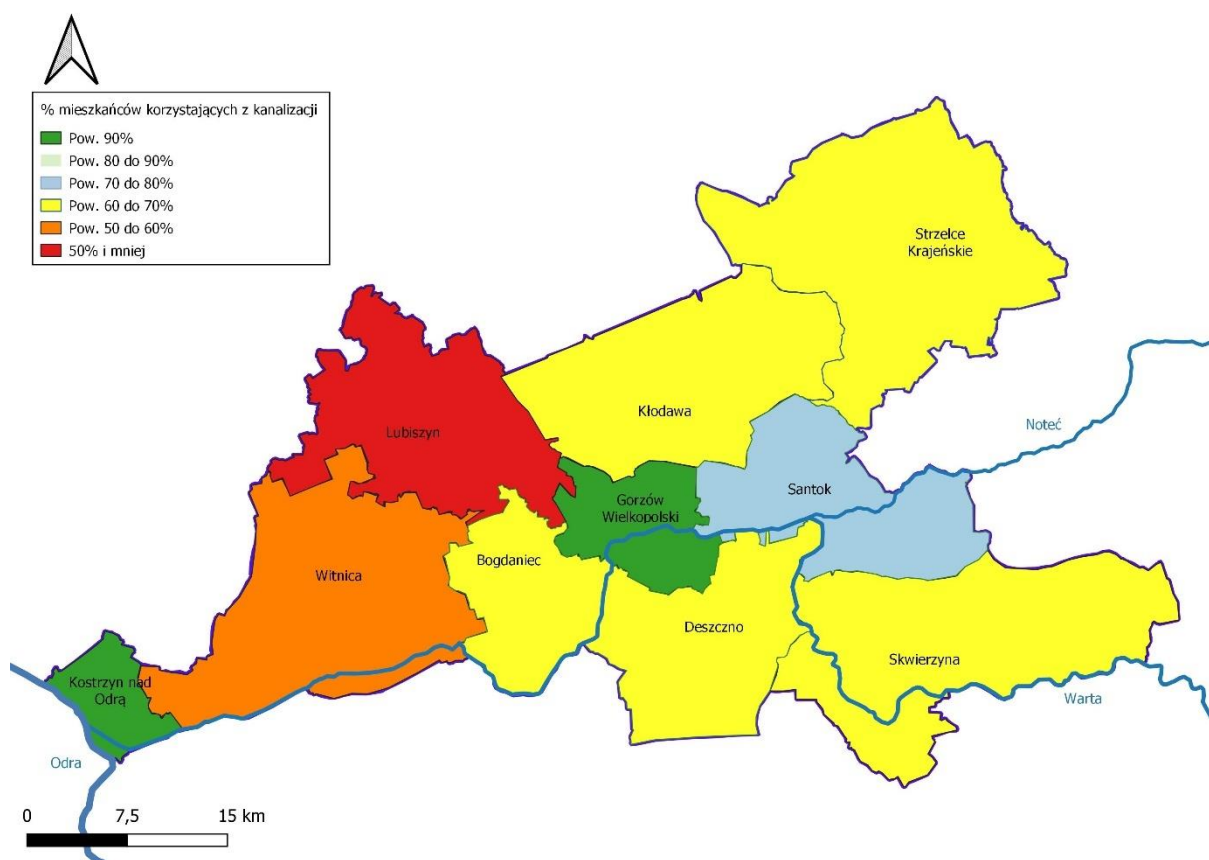 % mieszkańców korzystających z kanalizacji
Pow. 90%
Pow. 80 do 90%
Pow. 70 do 80%
Pow. 60 do 70%
Pow. 50 do 60%
50% i mniej
Strzelce
Krajeńskie
Kłodawa
Noteć
Lubiszyn
Santok
Gorzów
Wielkopolski
Bogdaniec
Witnica
Deszczno
Skwierzyna
Kostrzyn nad
Odrą
Warta
Odra
0 7,5 15 km